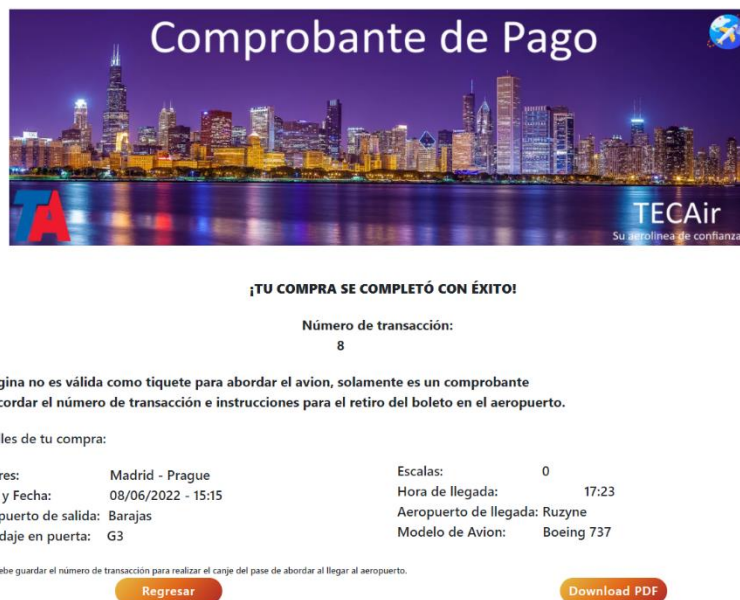 Comprobante de Pago
TA
TECAir
Su aerolinea de confianza
¡TU COMPRA SE COMPLETÓ CON ÉXITO!
Número de transacción:
8
gina no es válida como tiquete para abordar el avion, solamente es un comprobante
cordar el número de transacción e instrucciones para el retiro del boleto en el aeropuerto.
lles de tu compra:
res: Madrid - Prague
y Fecha: 08/06/2022 - 15:15
puerto de salida: Barajas
daje en puerta: G3
Escalas: 0
Hora de llegada: 17:23
Aeropuerto de llegada: Ruzyne
Modelo de Avion: Boeing 737
ebe guardar el número de transacción para realizar el canje del pase de abordar al llegar al aeropuerto.
Regresar
Download PDF